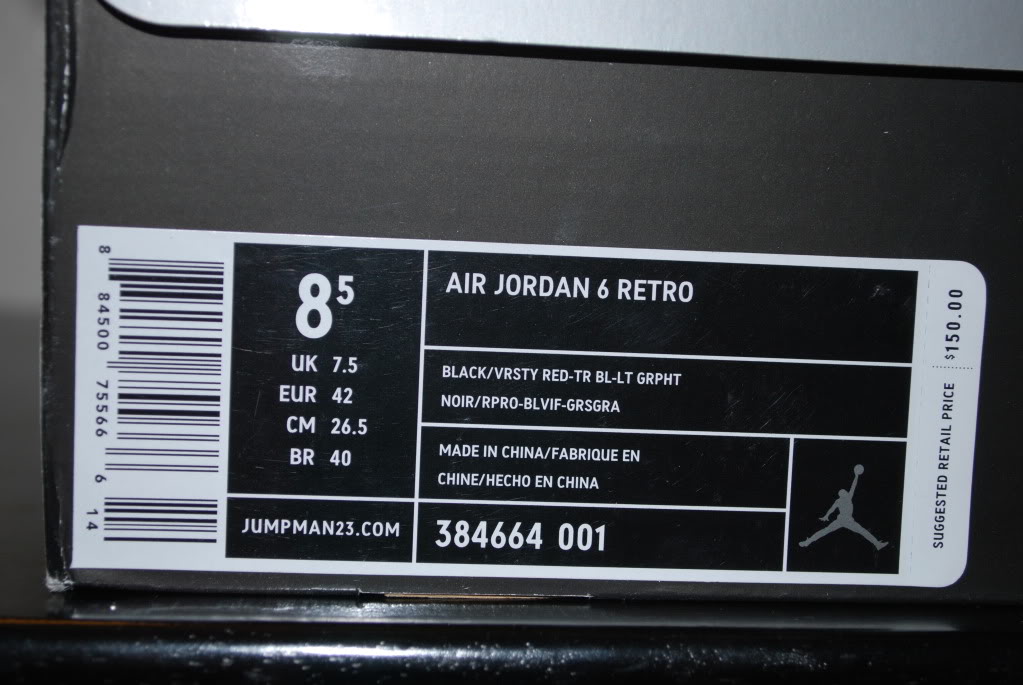 8 84500 75566 6
14
8 5
UK 7.5
EUR 42
CM 26.5
BR 40
JUMPMAN23.COM
AIR JORDAN 6 RETRO
BLACK/VRSTY RED-TR BL-LT GRPHT
NOIR/RPRO-BLVIF-GRSGRA
MADE IN CHINA/FABRIQUE EN
CHINE/HECHO EN CHINA
384664 001
SUGGESTED RETAIL PRICE $150.00